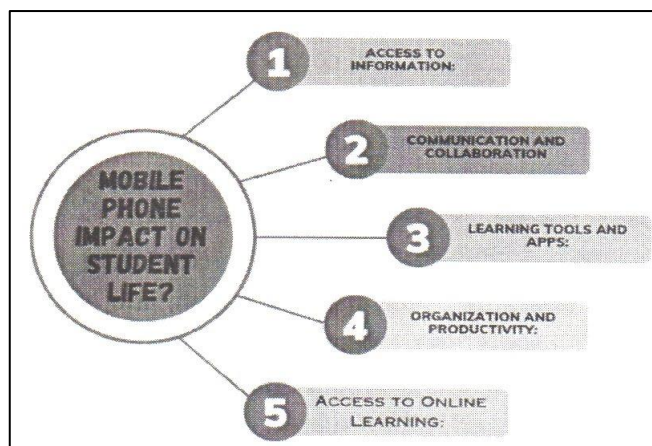 MOBILE
PHONE
IMPACT ON
STUDENT
LIFE?
1
ACCESS TO
INFORMATION:
2
COMMUNICATION AND
COLLABORATION
3
LEARNING TOOLS AND
APPS:
4
ORGANIZATION AND
PRODUCTIVITY:
5
ACCESS TO ONLINE
LEARNING: